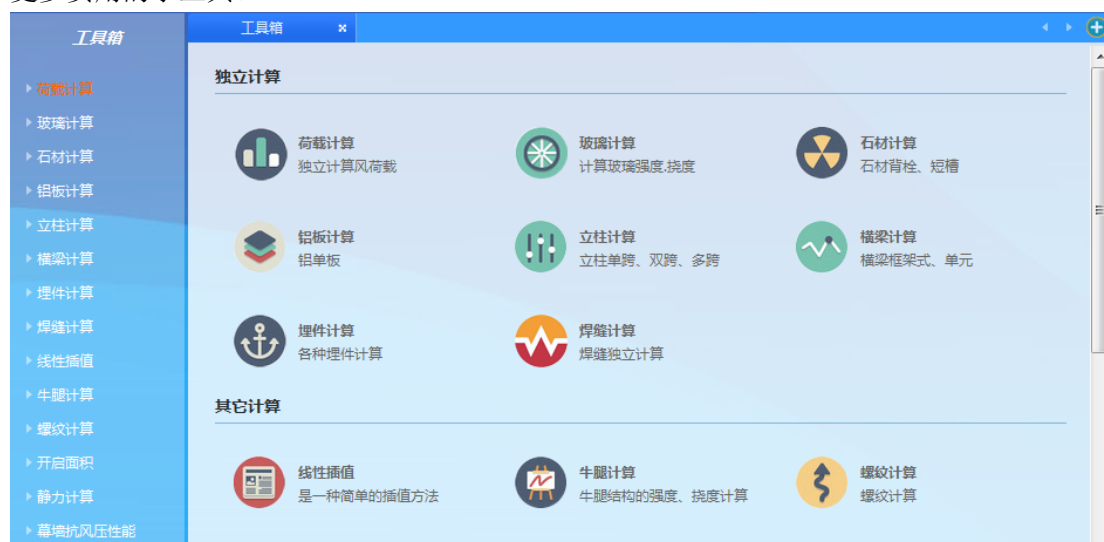 工具箱
荷载计算
玻璃计算
石材计算
铝板计算
立柱计算
横梁计算
埋件计算
焊缝计算
线性插值
牛腿计算
螺纹计算
开启面积
静力计算
幕墙抗风压性能
工具箱
独立计算
荷载计算
独立计算风荷载
玻璃计算
计算玻璃强度.挠度
石材计算
石材背栓、短槽
铝板计算
铝单板
立柱计算
立柱单跨、双跨、多跨
横梁计算
横梁框架式、单元
埋件计算
各种埋件计算
焊缝计算
焊缝独立计算
其它计算
线性插值
是一种简单的插值方法
牛腿计算
牛腿结构的强度、挠度计算
螺纹计算
螺纹计算